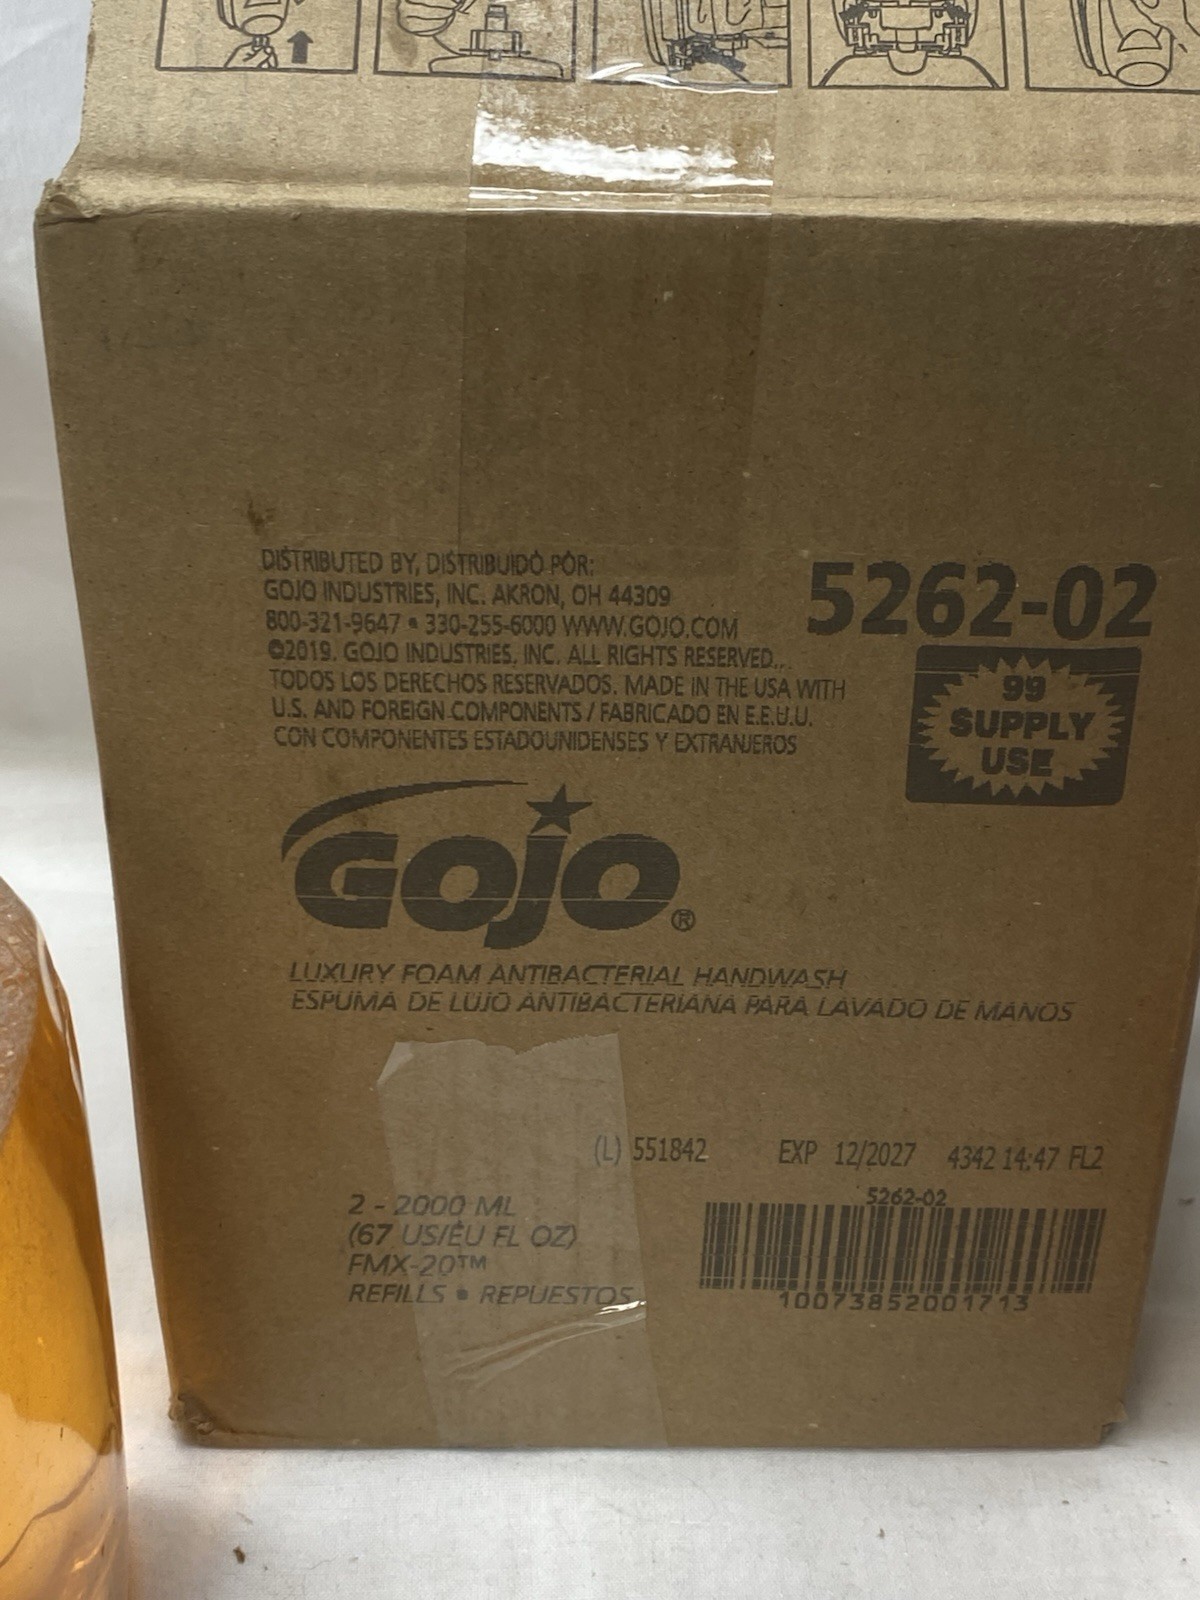 DISTRIBUTED BY, DISTRIBUIDO POR:
GOJO INDUSTRIES, INC. AKRON, OH 44309
800-321-9647 • 330-255-6000 WWW.GOJO.COM
©2019. GOJO INDUSTRIES, INC. ALL RIGHTS RESERVED.
TODOS LOS DERECHOS RESERVADOS. MADE IN THE USA WITH
U.S. AND FOREIGN COMPONENTS / FABRICADO EN E.E.U.U.
CON COMPONENTES ESTADOUNIDENSES Y EXTRANJEROS
5262-02
99
SUPPLY
USE
GOJO®
LUXURY FOAM ANTIBACTERIAL HANDWASH
ESPUMA DE LUJO ANTIBACTERIANA PARA LAVADO DE MANOS
(L) 551842 EXP 12/2027 4342 14:47 FL2
2 - 2000 ML
(67 US/EU FL OZ)
FMX-20™
REFILLS • REPUESTOS
5262-02
10073852001713